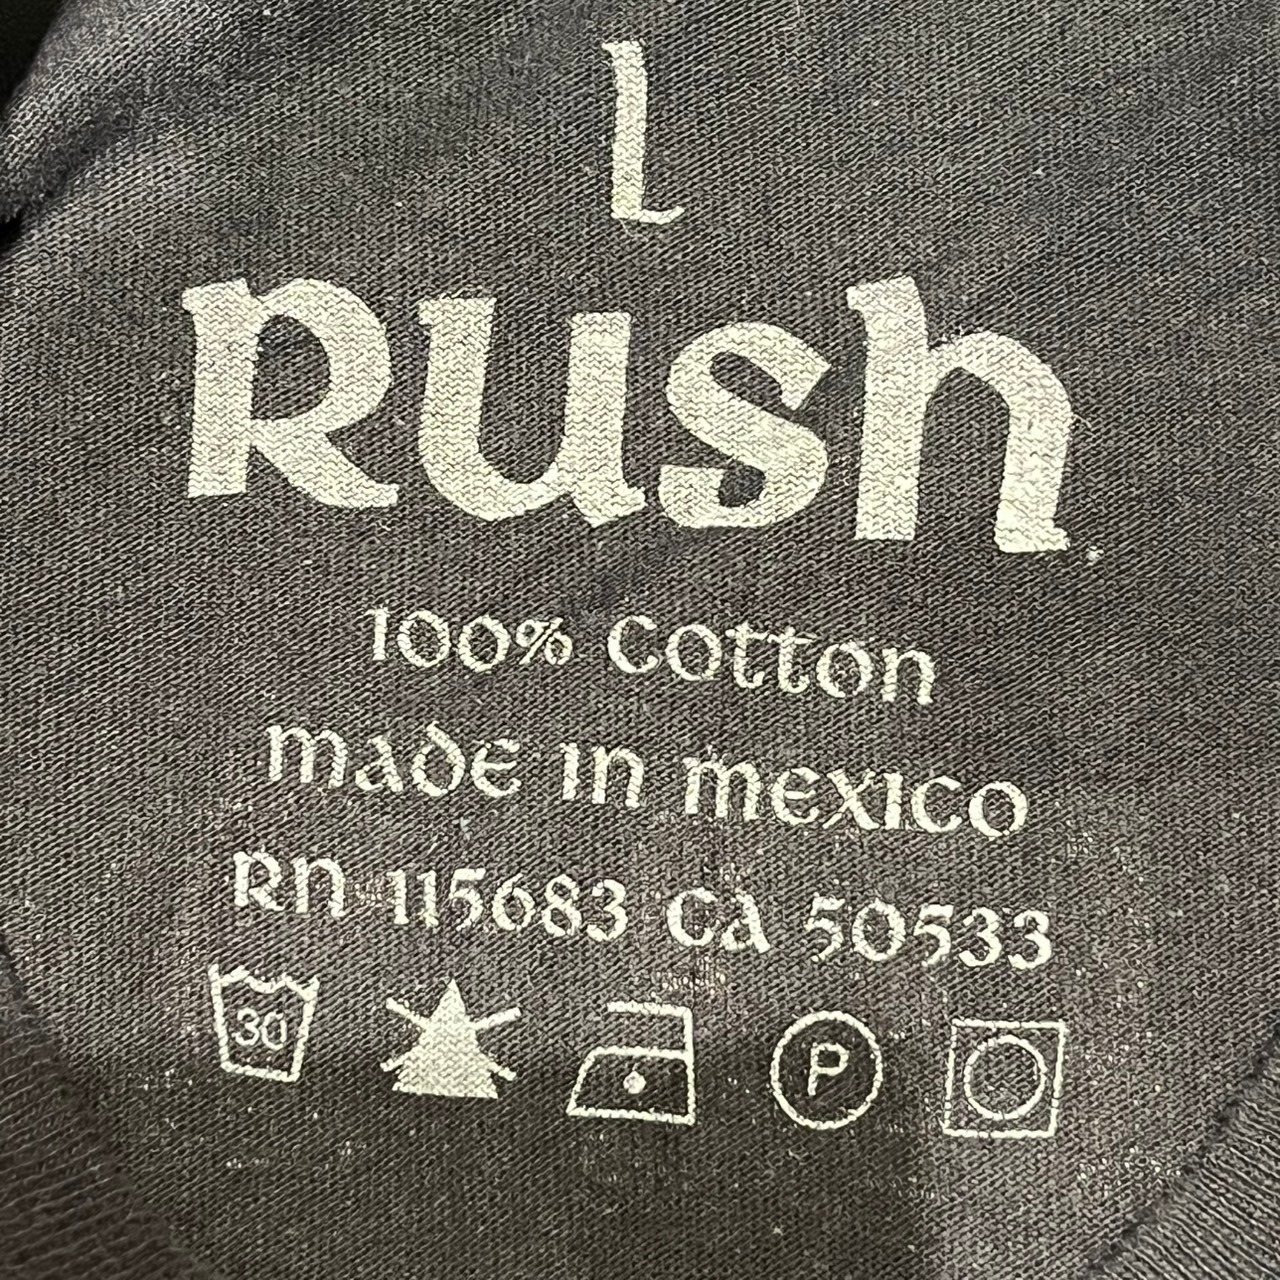 L
Rush.
100% Cotton
made in mexico
RN 115683 CA 50533
30 P